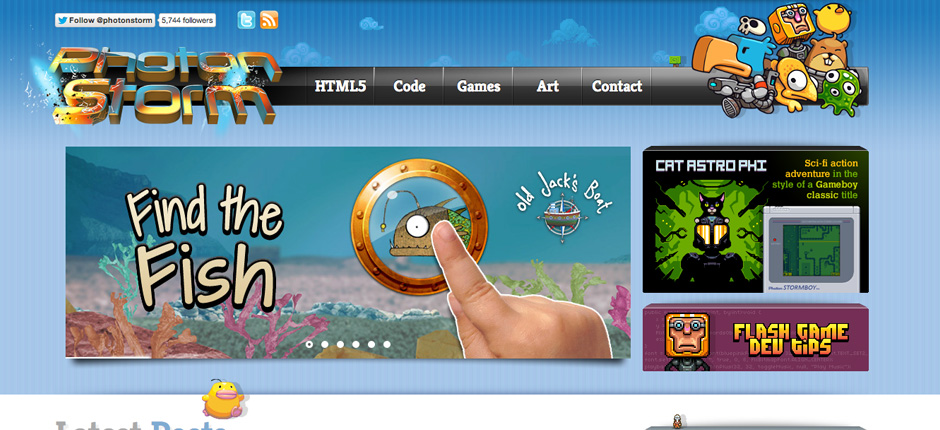 Follow @photonstorm
5,744 followers
Photon
Storm
HTML5
Code
Games
Art
Contact
Find the
Fish
old Jack's Boat
CAT ASTRO PHI
Sci-fi action
adventure in the
style of a Gameboy
classic title
Photon STORMBOY
FLASH GAME
DEV TIPS
Latest Posts